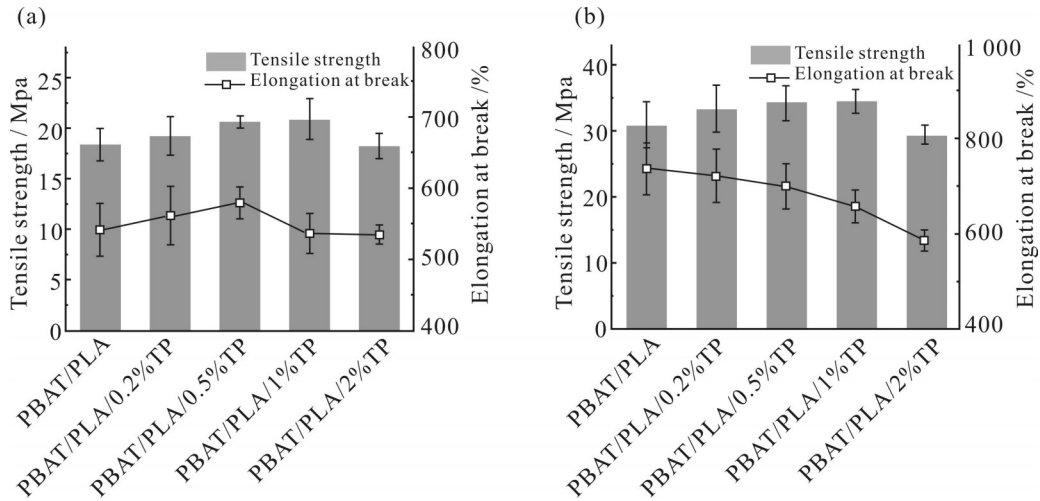 (a)
Tensile strength
Elongation at break
Tensile strength / Mpa
25
20
15
10
5
0
800
700
600
500
400
Elongation at break /%
PBAT/PLA
PBAT/PLA/0.2%TP
PBAT/PLA/0.5%TP
PBAT/PLA/1%TP
PBAT/PLA/2%TP
(b)
Tensile strength
Elongation at break
Tensile strength / Mpa
40
30
20
10
0
1 000
800
600
400
Elongation at break /%
PBAT/PLA
PBAT/PLA/0.2%TP
PBAT/PLA/0.5%TP
PBAT/PLA/1%TP
PBAT/PLA/2%TP